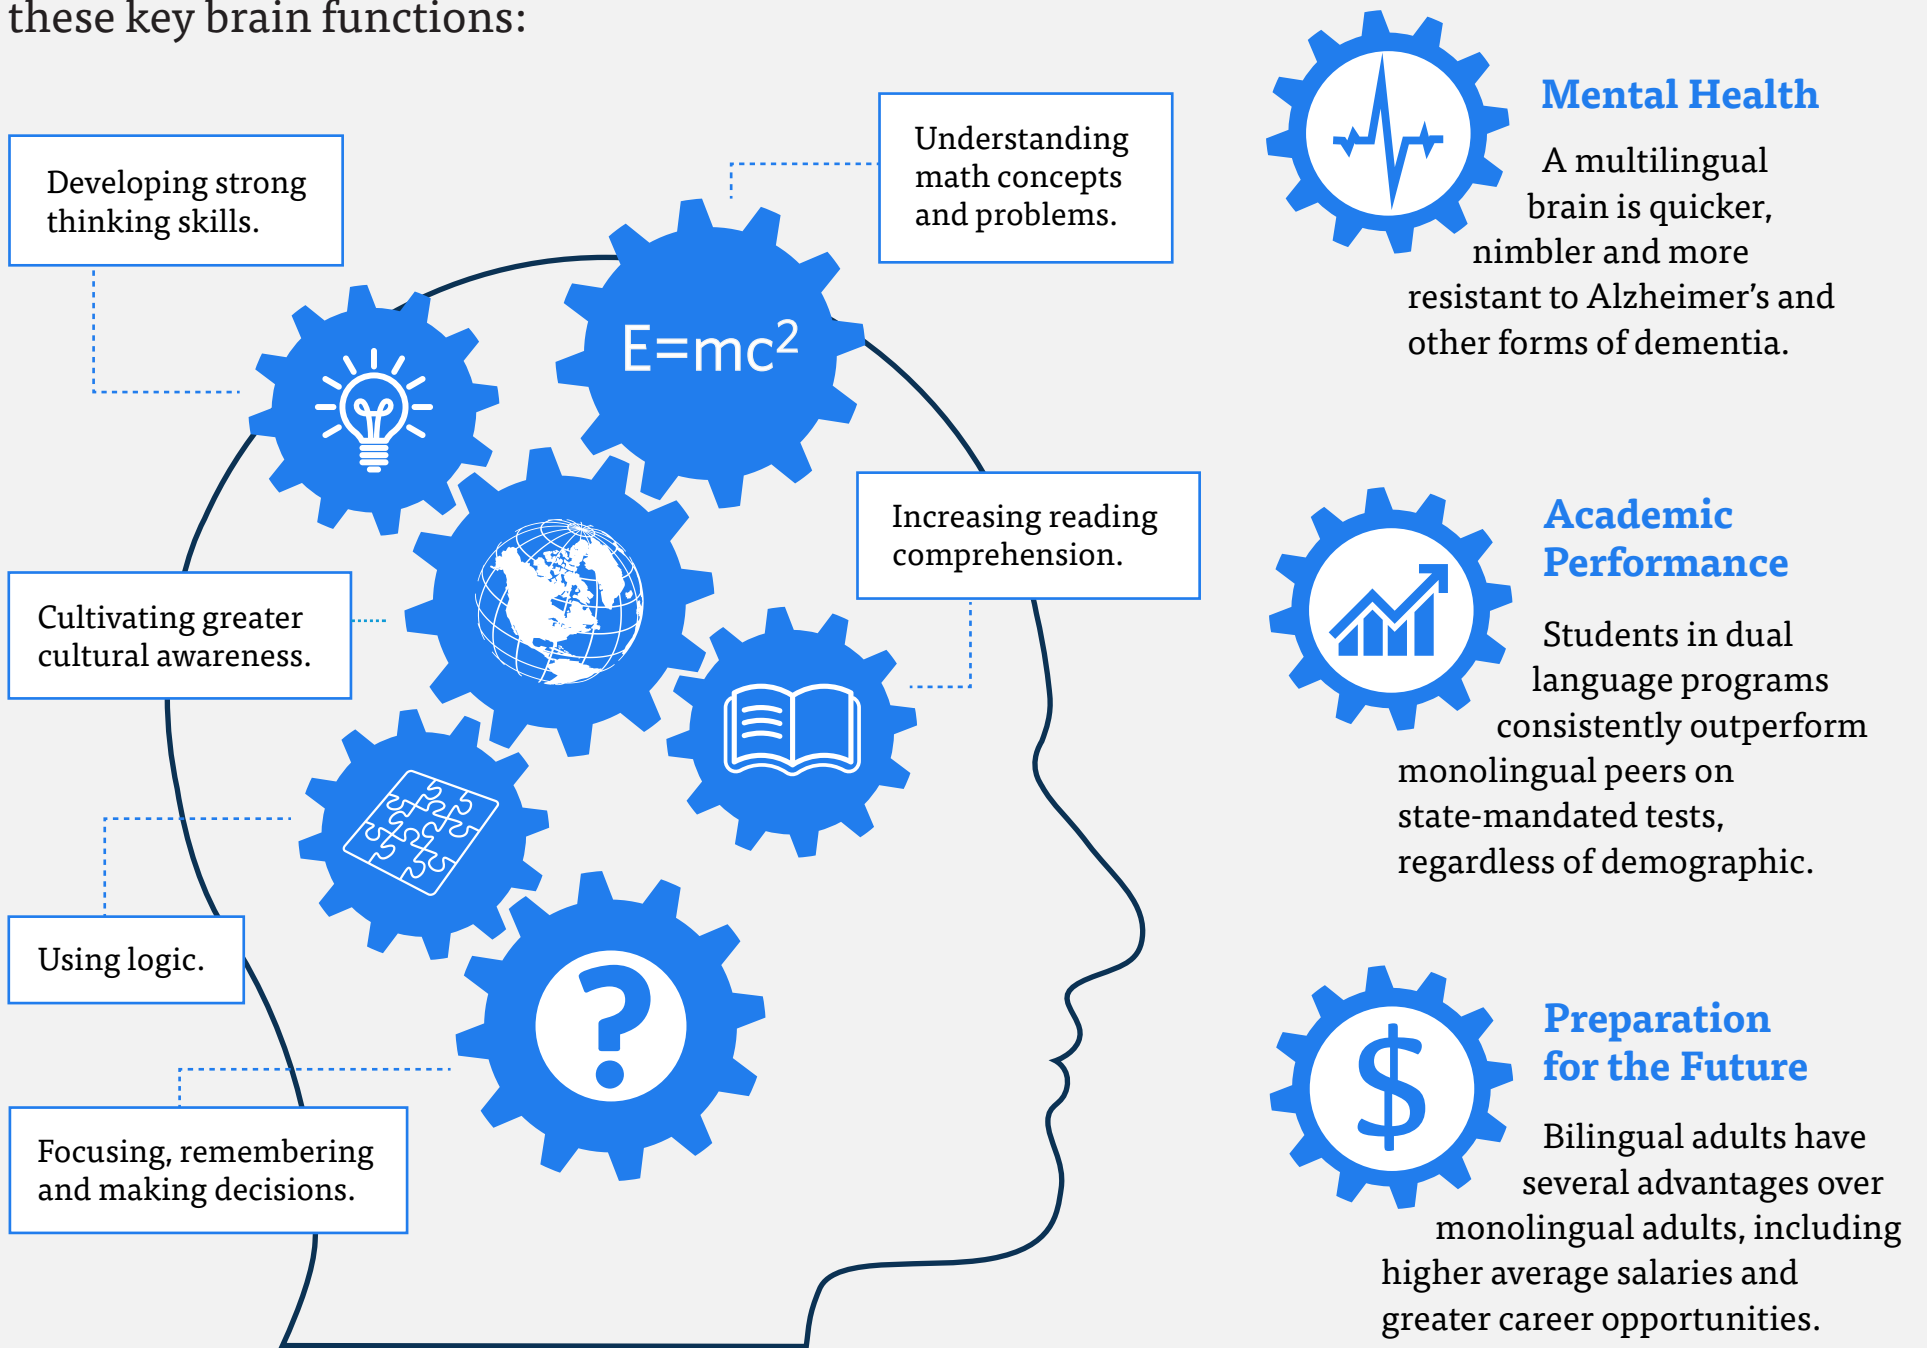 these key brain functions:
Developing strong
thinking skills.
Understanding
math concepts
and problems.
E=mc²
Increasing reading
comprehension.
Cultivating greater
cultural awareness.
Using logic.
?
Focusing, remembering
and making decisions.
Mental Health
A multilingual
brain is quicker,
nimbler and more
resistant to Alzheimer’s and
other forms of dementia.
Academic
Performance
Students in dual
language programs
consistently outperform
monolingual peers on
state-mandated tests,
regardless of demographic.
$
Preparation
for the Future
Bilingual adults have
several advantages over
monolingual adults, including
higher average salaries and
greater career opportunities.